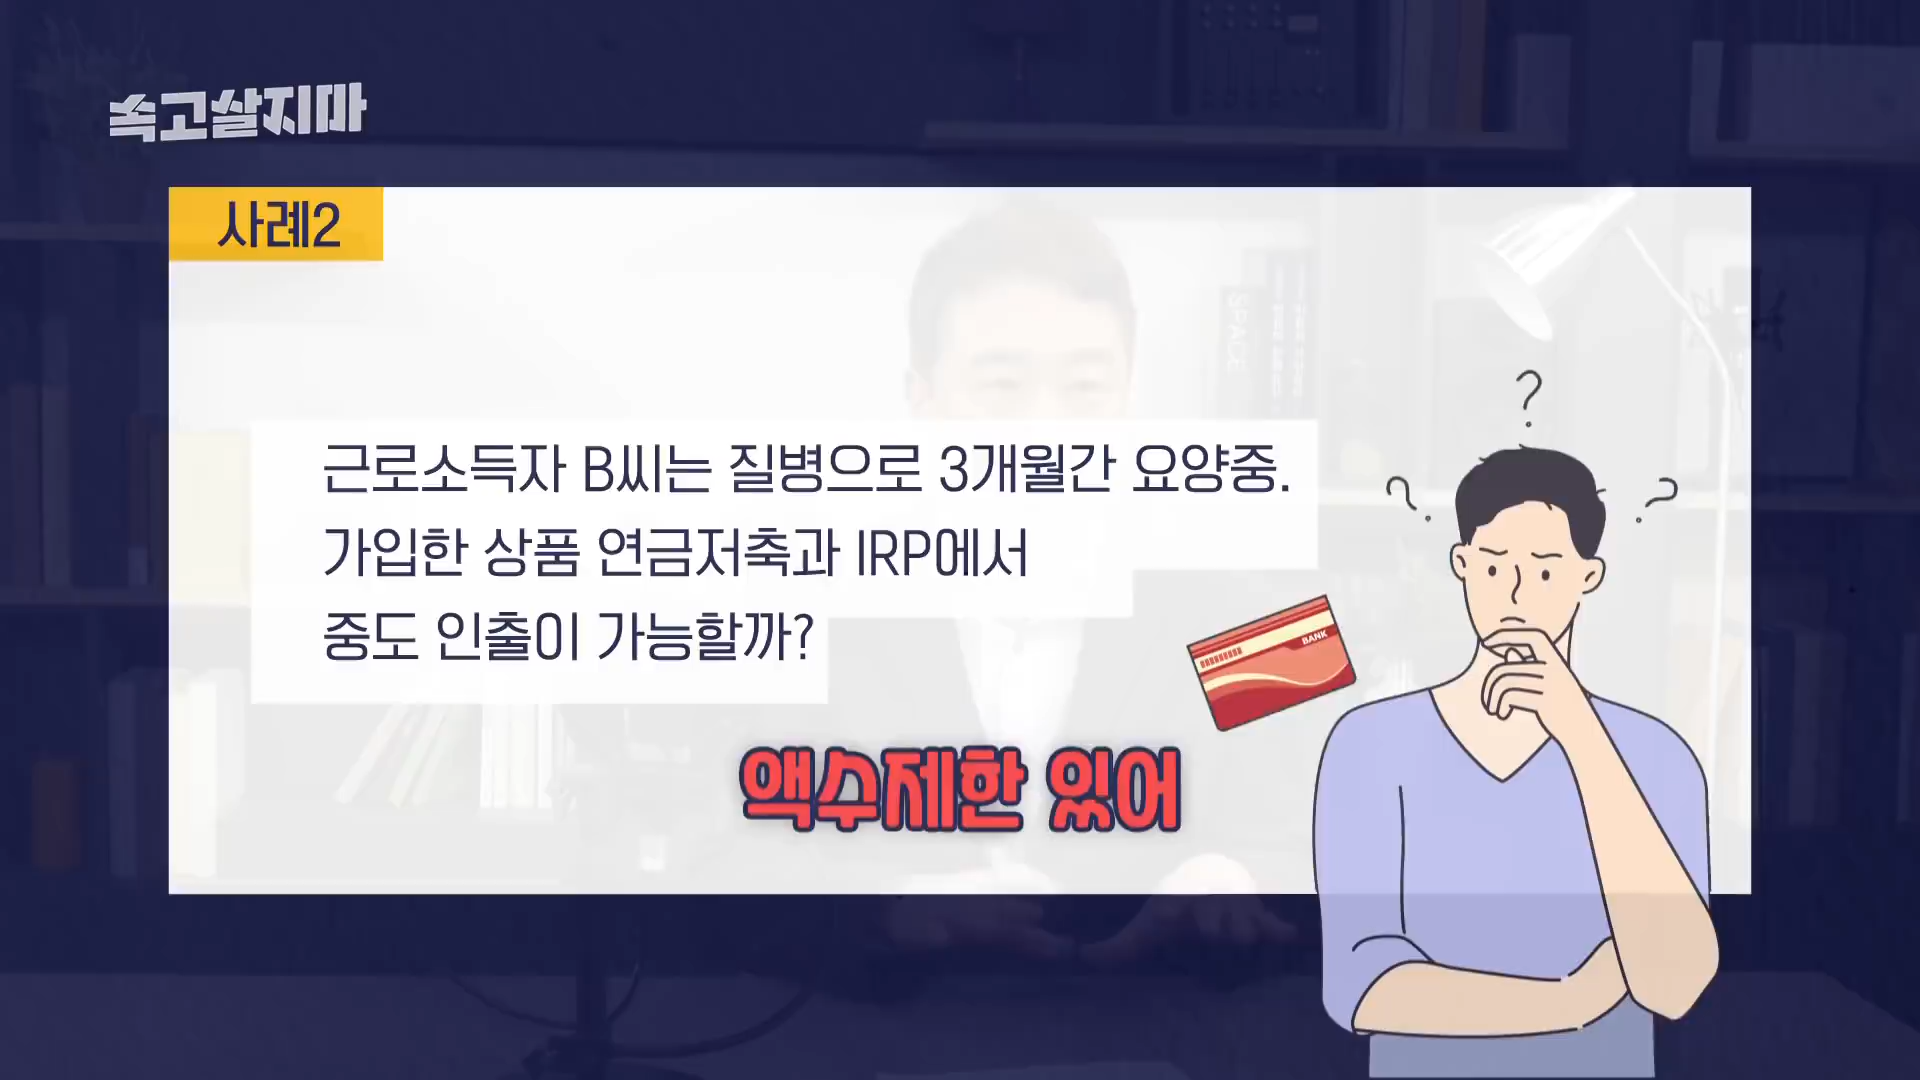 속고살지마
사례2
SPACE
근로소득자 B씨는 질병으로 3개월간 요양중.
가입한 상품 연금저축과 IRP에서
중도 인출이 가능할까?
BANK
액수제한 있어